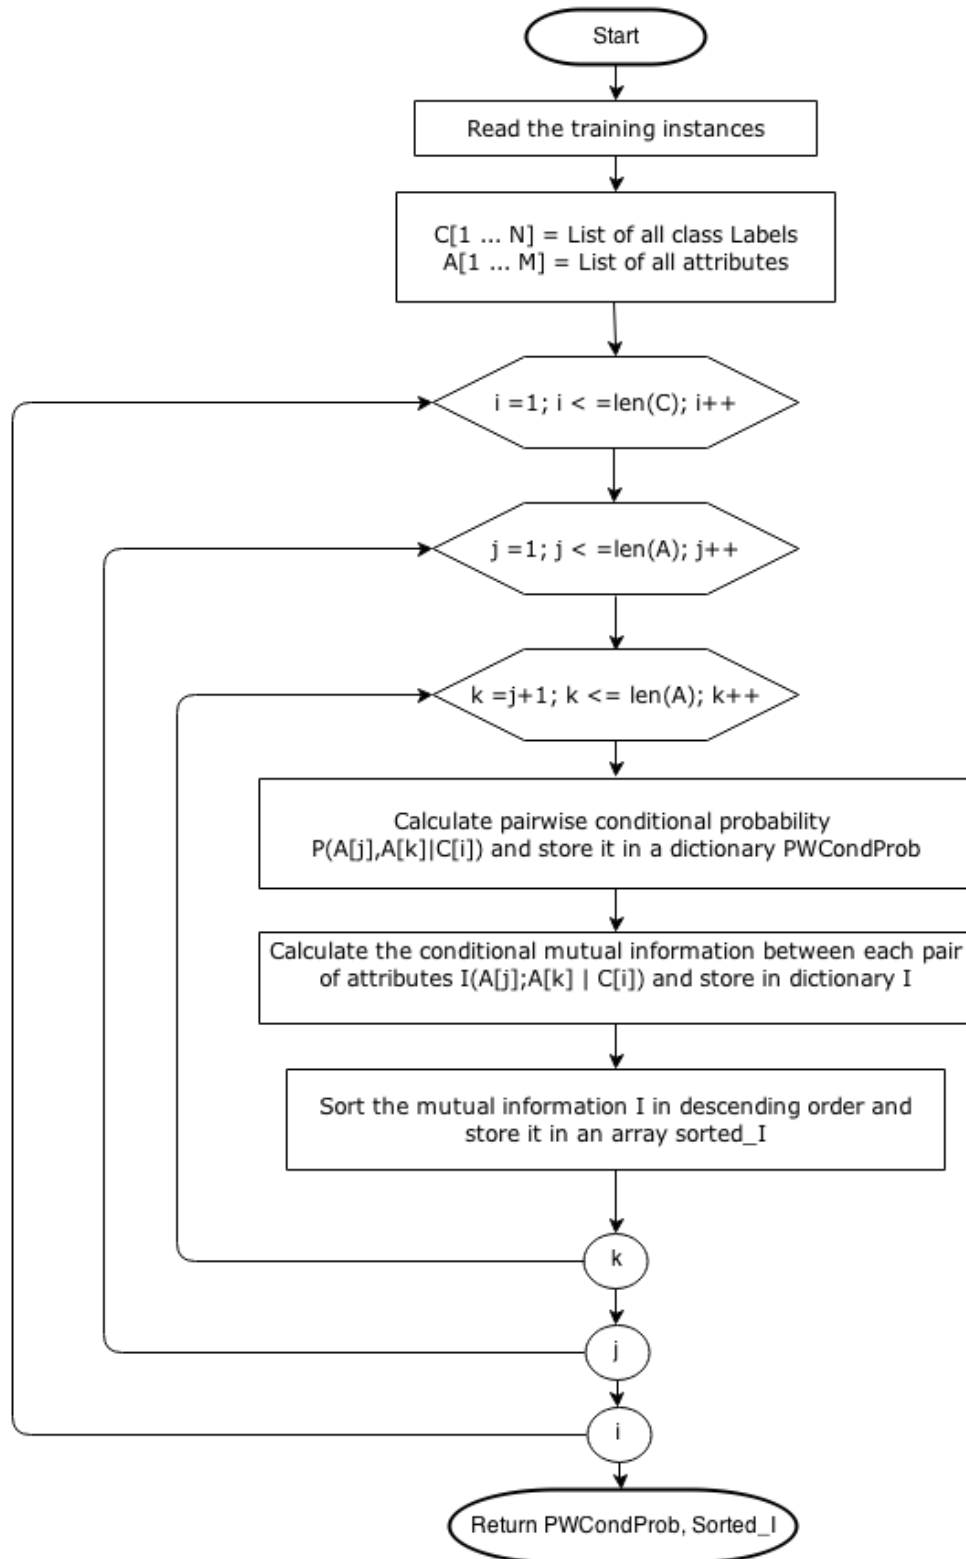 Start
Read the training instances
C[1 ... N] = List of all class Labels
A[1 ... M] = List of all attributes
i =1; i < =len(C); i++
j =1; j < =len(A); j++
k =j+1; k <= len(A); k++
Calculate pairwise conditional probability
P(A[j],A[k]|C[i]) and store it in a dictionary PWCondProb
Calculate the conditional mutual information between each pair
of attributes I(A[j];A[k] | C[i]) and store in dictionary I
Sort the mutual information I in descending order and
store it in an array sorted_I
k
j
i
Return PWCondProb, Sorted_I